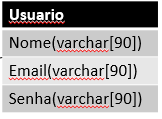 Usuario
Nome(varchar[90])
Email(varchar[90])
Senha(varchar[90])